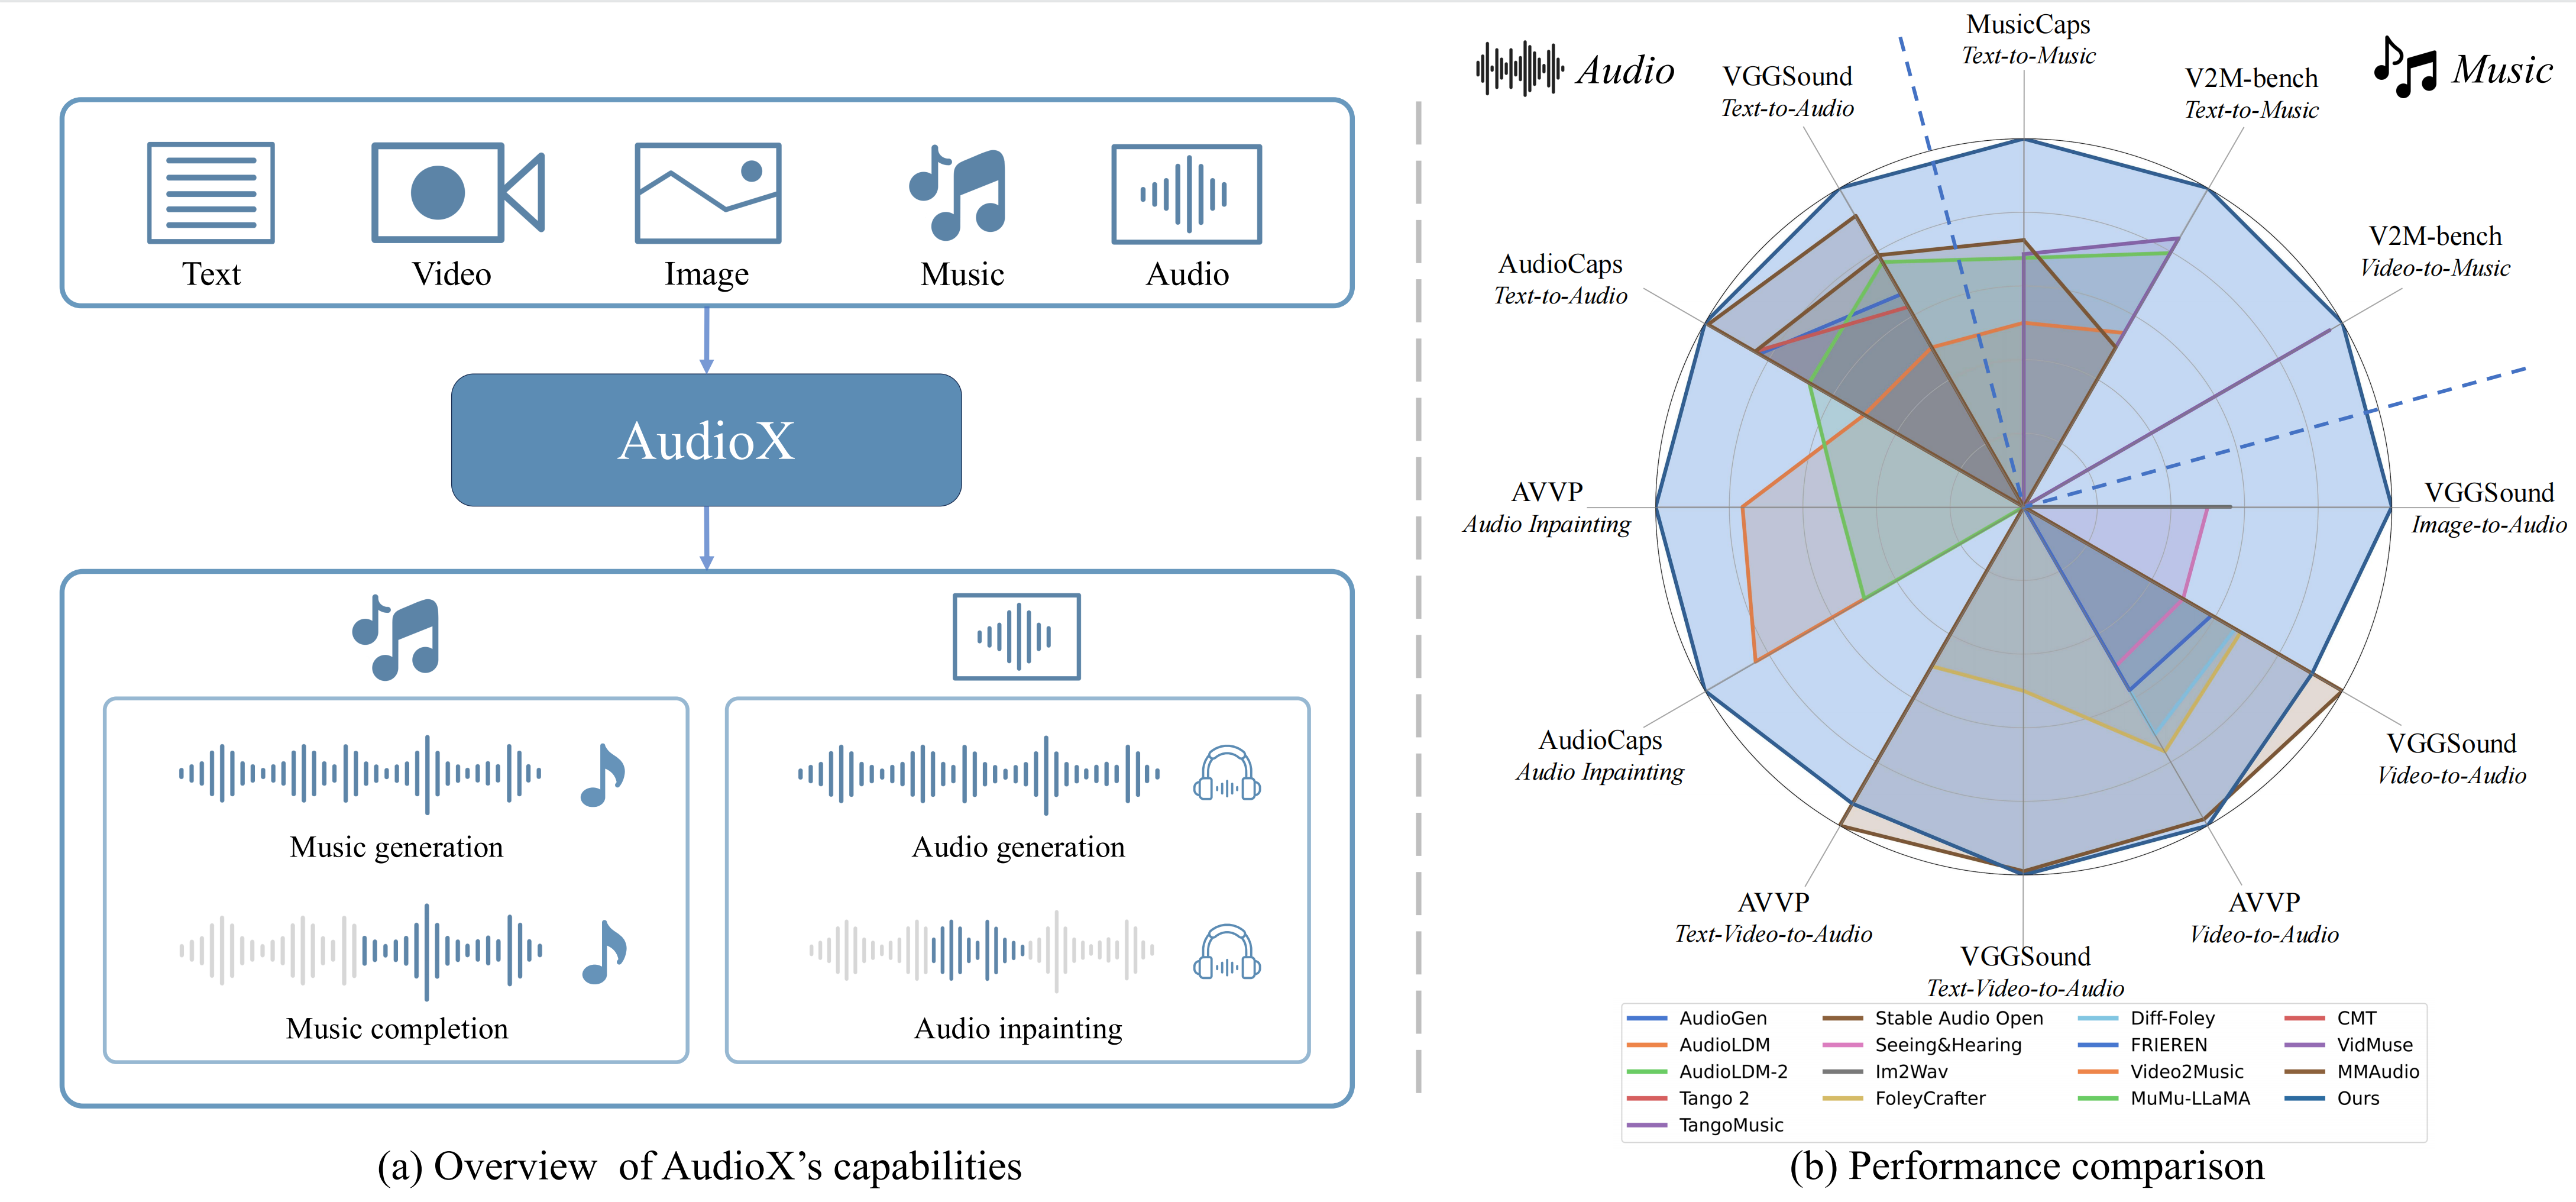 Text
Video
Image
Music
Audio
AudioX
Music generation
Audio generation
Music completion
Audio inpainting
(a) Overview of AudioX’s capabilities
Audio
Music
MusicCaps
Text-to-Music
V2M-bench
Text-to-Music
V2M-bench
Video-to-Music
VGGSound
Image-to-Audio
VGGSound
Video-to-Audio
AVVP
Video-to-Audio
VGGSound
Text-Video-to-Audio
AVVP
Text-Video-to-Audio
AudioCaps
Audio Inpainting
AVVP
Audio Inpainting
AudioCaps
Text-to-Audio
VGGSound
Text-to-Audio
AudioGen
AudioLDM
AudioLDM-2
Tango 2
TangoMusic
Stable Audio Open
Seeing&Hearing
Im2Wav
FoleyCrafter
Diff-Foley
FRIEREN
Video2Music
MuMu-LLaMA
CMT
VidMuse
MMAudio
Ours
(b) Performance comparison